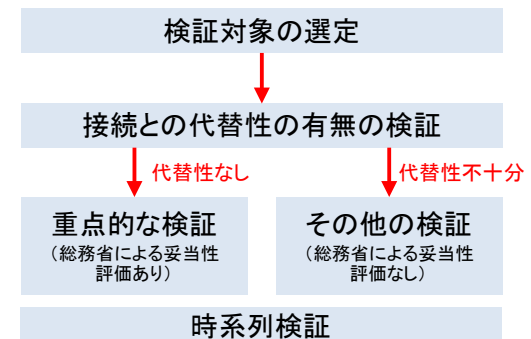 検証対象の選定
接続との代替性の有無の検証
代替性なし
代替性不十分
重点的な検証
（総務省による妥当性
評価あり）
その他の検証
（総務省による妥当性
評価なし）
時系列検証